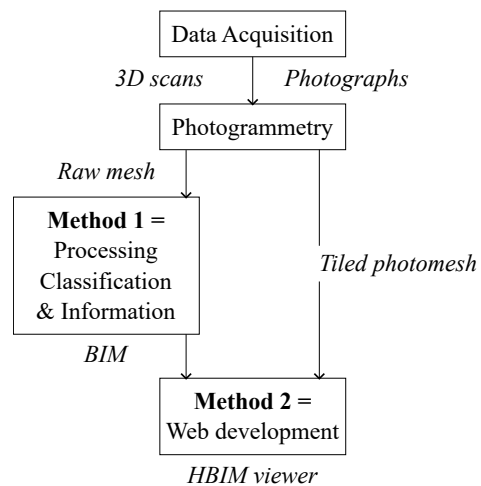 Data Acquisition
3D scans Photographs
Photogrammetry
Raw mesh
Method 1 =
Processing
Classification
& Information
Tiled photomesh
BIM
Method 2 =
Web development
HBIM viewer